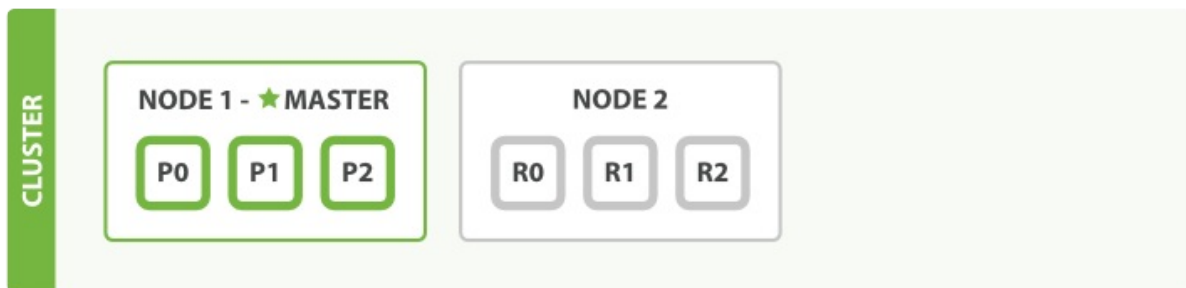 CLUSTER
NODE 1 - ★ MASTER
P0 P1 P2
NODE 2
R0 R1 R2